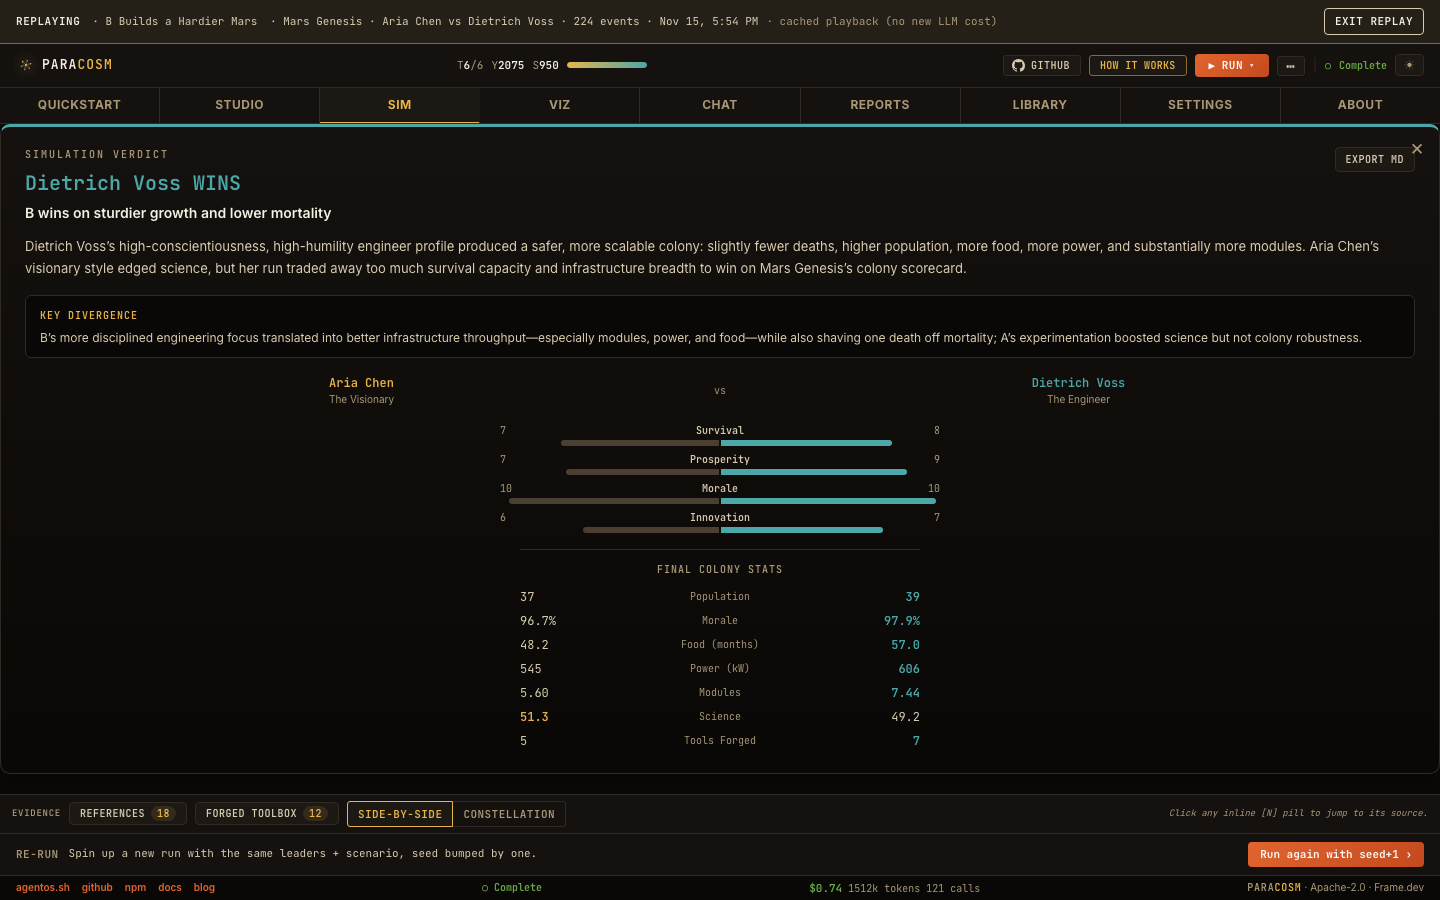 REPLAYING · B Builds a Hardier Mars · Mars Genesis · Aria Chen vs Dietrich Voss · 224 events · Nov 15, 5:54 PM · cached playback (no new LLM cost) EXIT REPLAY
PARACOSM T6/6 Y2075 S950 GITHUB HOW IT WORKS ▶ RUN ▾ ⋯ ○ Complete ☀
QUICKSTART STUDIO SIM VIZ CHAT REPORTS LIBRARY SETTINGS ABOUT
SIMULATION VERDICT
EXPORT MD ✕
Dietrich Voss WINS
B wins on sturdier growth and lower mortality
Dietrich Voss’s high-conscientiousness, high-humility engineer profile produced a safer, more scalable colony: slightly fewer deaths, higher population, more food, more power, and substantially more modules. Aria Chen’s
visionary style edged science, but her run traded away too much survival capacity and infrastructure breadth to win on Mars Genesis’s colony scorecard.
KEY DIVERGENCE
B’s more disciplined engineering focus translated into better infrastructure throughput—especially modules, power, and food—while also shaving one death off mortality; A’s experimentation boosted science but not colony robustness.
Aria Chen vs Dietrich Voss
The Visionary The Engineer
7 Survival 8
7 Prosperity 9
10 Morale 10
6 Innovation 7
FINAL COLONY STATS
37 Population 39
96.7% Morale 97.9%
48.2 Food (months) 57.0
545 Power (kW) 606
5.60 Modules 7.44
51.3 Science 49.2
5 Tools Forged 7
EVIDENCE REFERENCES 18 FORGED TOOLBOX 12 SIDE-BY-SIDE CONSTELLATION Click any inline [N] pill to jump to its source.
RE-RUN Spin up a new run with the same leaders + scenario, seed bumped by one. Run again with seed+1 ›
agentos.sh github npm docs blog ○ Complete $0.74 1512k tokens 121 calls PARACOSM · Apache-2.0 · Frame.dev